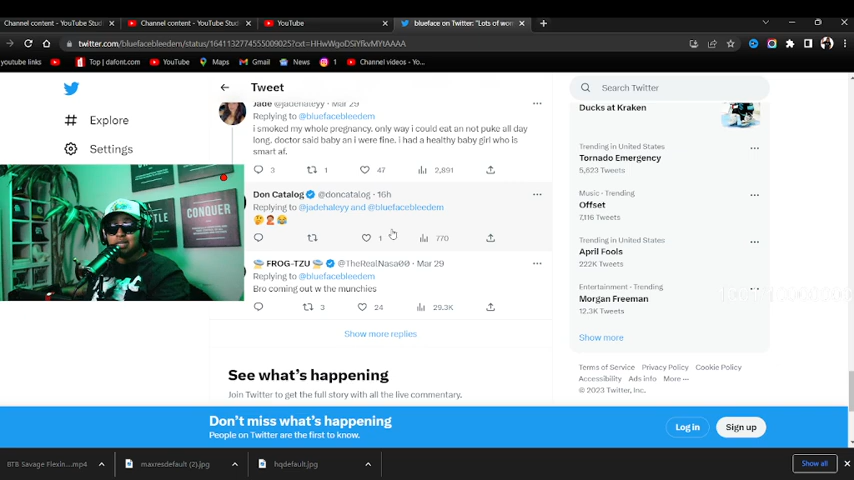 Channel content - YouTube Stu
Channel content - YouTube Stud
YouTube
blueface on Twitter: "Lots of wor
twitter.com/bluefacebleedem/status/1641132774555009025?cxt=HHwWgoDSiYfkvMYtAAAA
youtube links
Top | dafont.com
YouTube
Maps
Gmail
News
1
Channel videos - Yo...
Explore
Settings
Tweet
Jade @jadehaleyy · Mar 29
Replying to @bluefacebleedem
i smoked my whole pregnancy. only way i could eat an not puke all day
long. doctor said baby an i were fine. i had a healthy baby girl who is
smart af.
3 1 47 2,891
Don Catalog @doncatalog · 16h
Replying to @jadehaleyy and @bluefacebleedem
🤔🤦🏾‍♂️😂
1 770
🛸 FROG-TZU 🛸 @TheRealNasa00 · Mar 29
Replying to @bluefacebleedem
Bro coming out w the munchies
3 24 29.3K
Show more replies
See what's happening
Join Twitter to get the full story with all the live commentary.
Search Twitter
Ducks at Kraken
Trending in United States
Tornado Emergency
5,623 Tweets
Music · Trending
Offset
7,116 Tweets
Trending in United States
April Fools
222K Tweets
Entertainment · Trending
Morgan Freeman
12.3K Tweets
Show more
Terms of Service Privacy Policy Cookie Policy
Accessibility Ads info More ···
© 2023 Twitter, Inc.
CONQUER
Don't miss what's happening
People on Twitter are the first to know.
Log in
Sign up
BTB Savage Flexin....mp4
maxresdefault (2).jpg
hqdefault.jpg
Show all